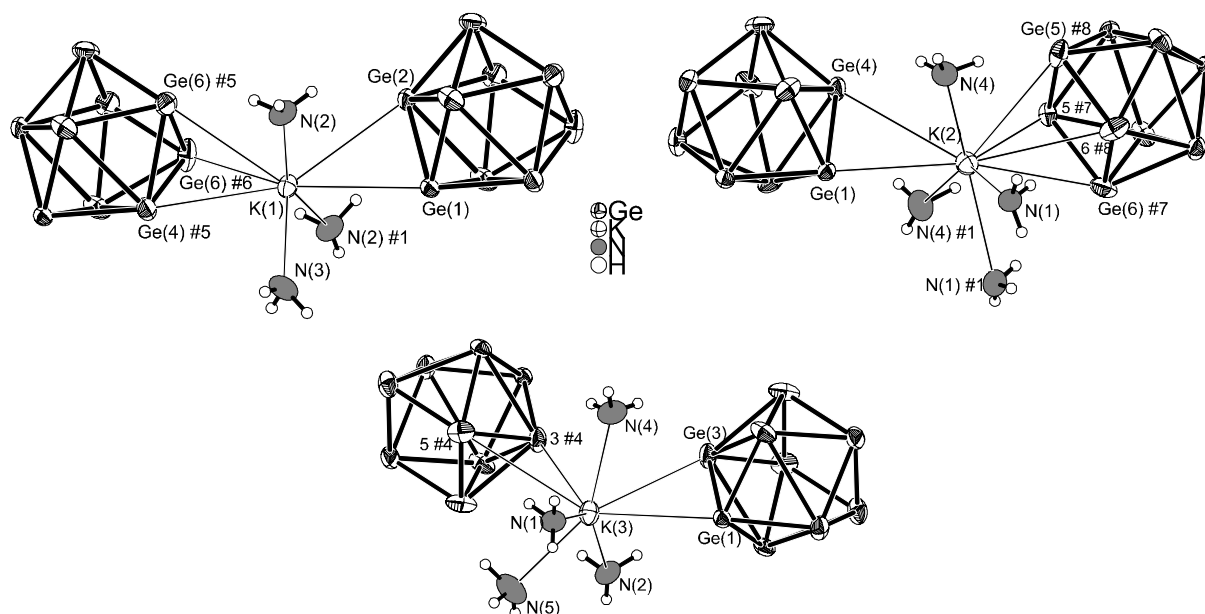 Ge(6) #5
N(2)
Ge(6) #6
K(1)
Ge(4) #5
N(2) #1
N(3)
Ge(2)
Ge(1)
Ge
K
N
H
Ge(4)
N(4)
K(2)
Ge(1)
N(4) #1
N(1)
N(1) #1
Ge(5) #8
5 #7
6 #8
Ge(6) #7
5 #4
3 #4
N(4)
Ge(3)
N(1)
K(3)
Ge(1)
N(5)
N(2)